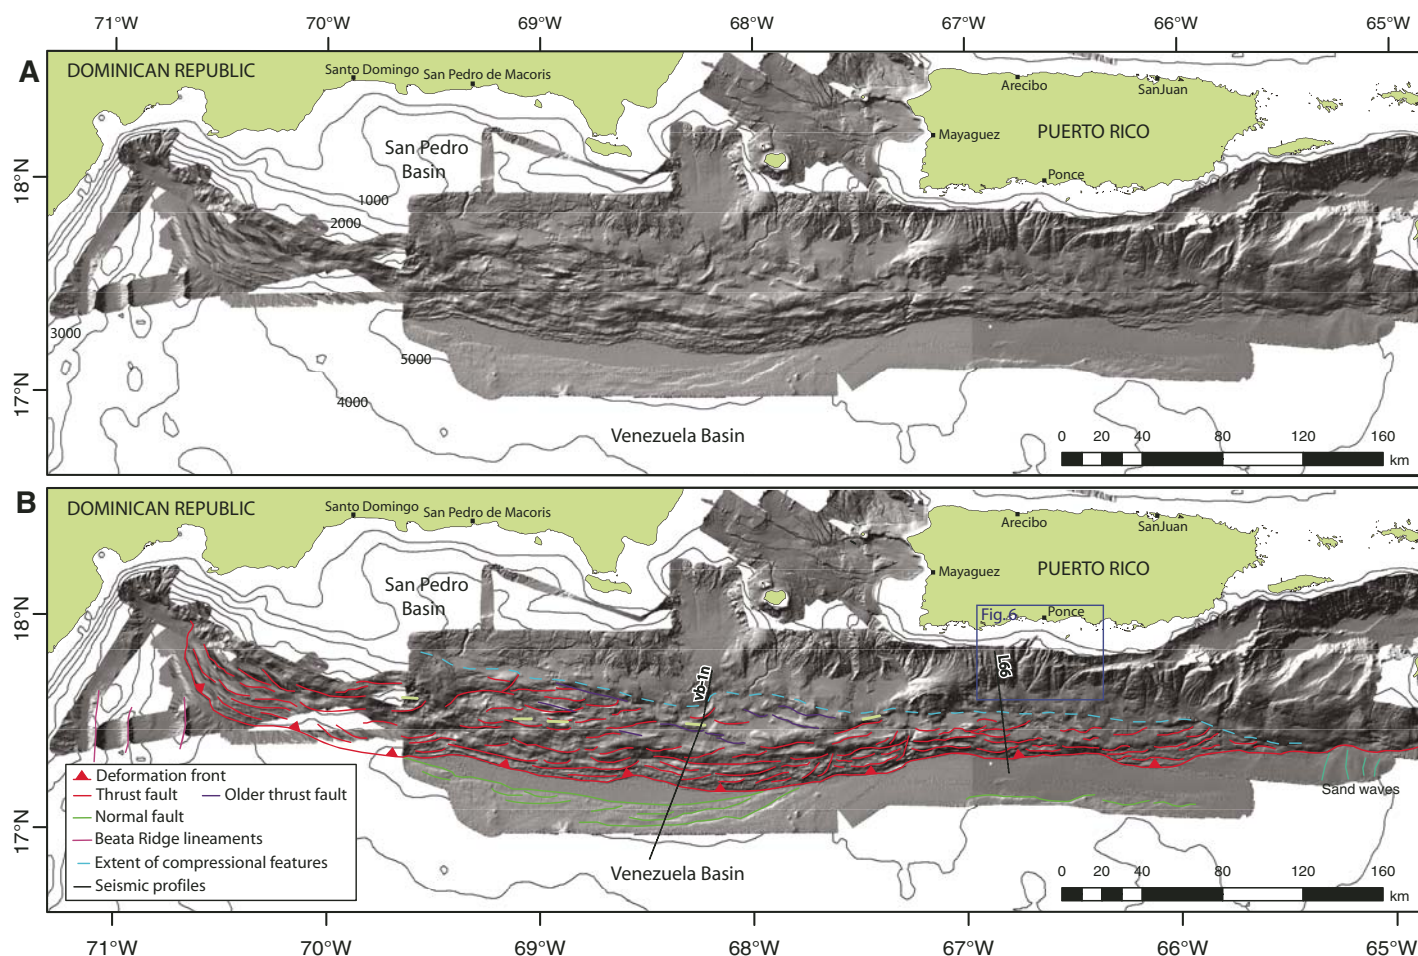 71°W 70°W 69°W 68°W 67°W 66°W 65°W
A
DOMINICAN REPUBLIC
Santo Domingo
San Pedro de Macoris
Arecibo
SanJuan
Mayaguez
PUERTO RICO
San Pedro
Basin
Ponce
18°N
1000
2000
3000
5000
4000
17°N
Venezuela Basin
0 20 40 80 120 160
km
B
DOMINICAN REPUBLIC
Santo Domingo
San Pedro de Macoris
Arecibo
SanJuan
Mayaguez
PUERTO RICO
San Pedro
Basin
Fig. 6
Ponce
18°N
vb-1n
L66
Deformation front
Thrust fault
Older thrust fault
Normal fault
Beata Ridge lineaments
Extent of compressional features
Seismic profiles
Sand waves
17°N
Venezuela Basin
0 20 40 80 120 160
km
71°W 70°W 69°W 68°W 67°W 66°W 65°W